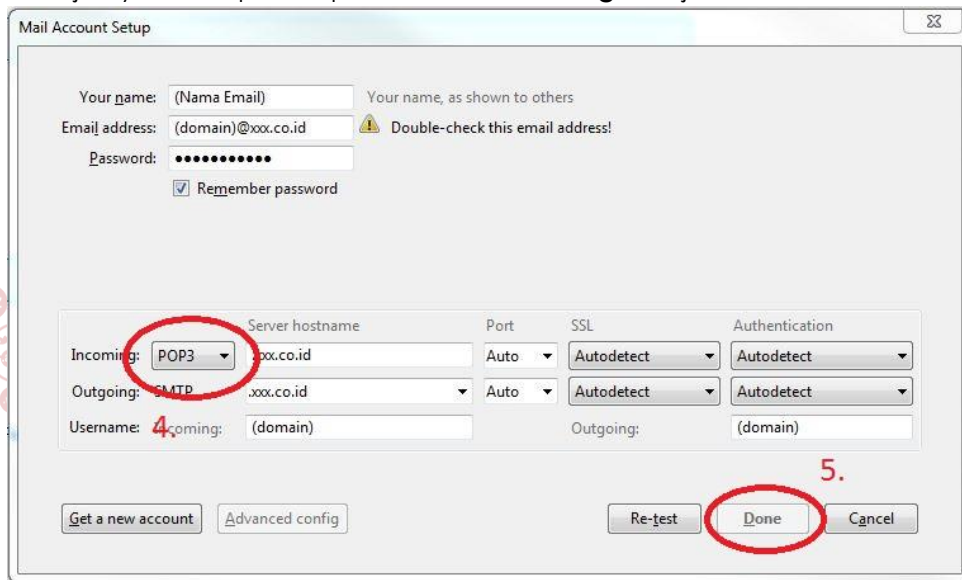 Mail Account Setup
Your name: (Nama Email) Your name, as shown to others
Email address: (domain)@xxx.co.id Double-check this email address!
Password: •••••••••••
Remember password
Server hostname Port SSL Authentication
Incoming: POP3 .xxx.co.id Auto Autodetect Autodetect
Outgoing: SMTP .xxx.co.id Auto Autodetect Autodetect
Username: Incoming: (domain) Outgoing: (domain)
4.
5.
Get a new account Advanced config Re-test Done Cancel